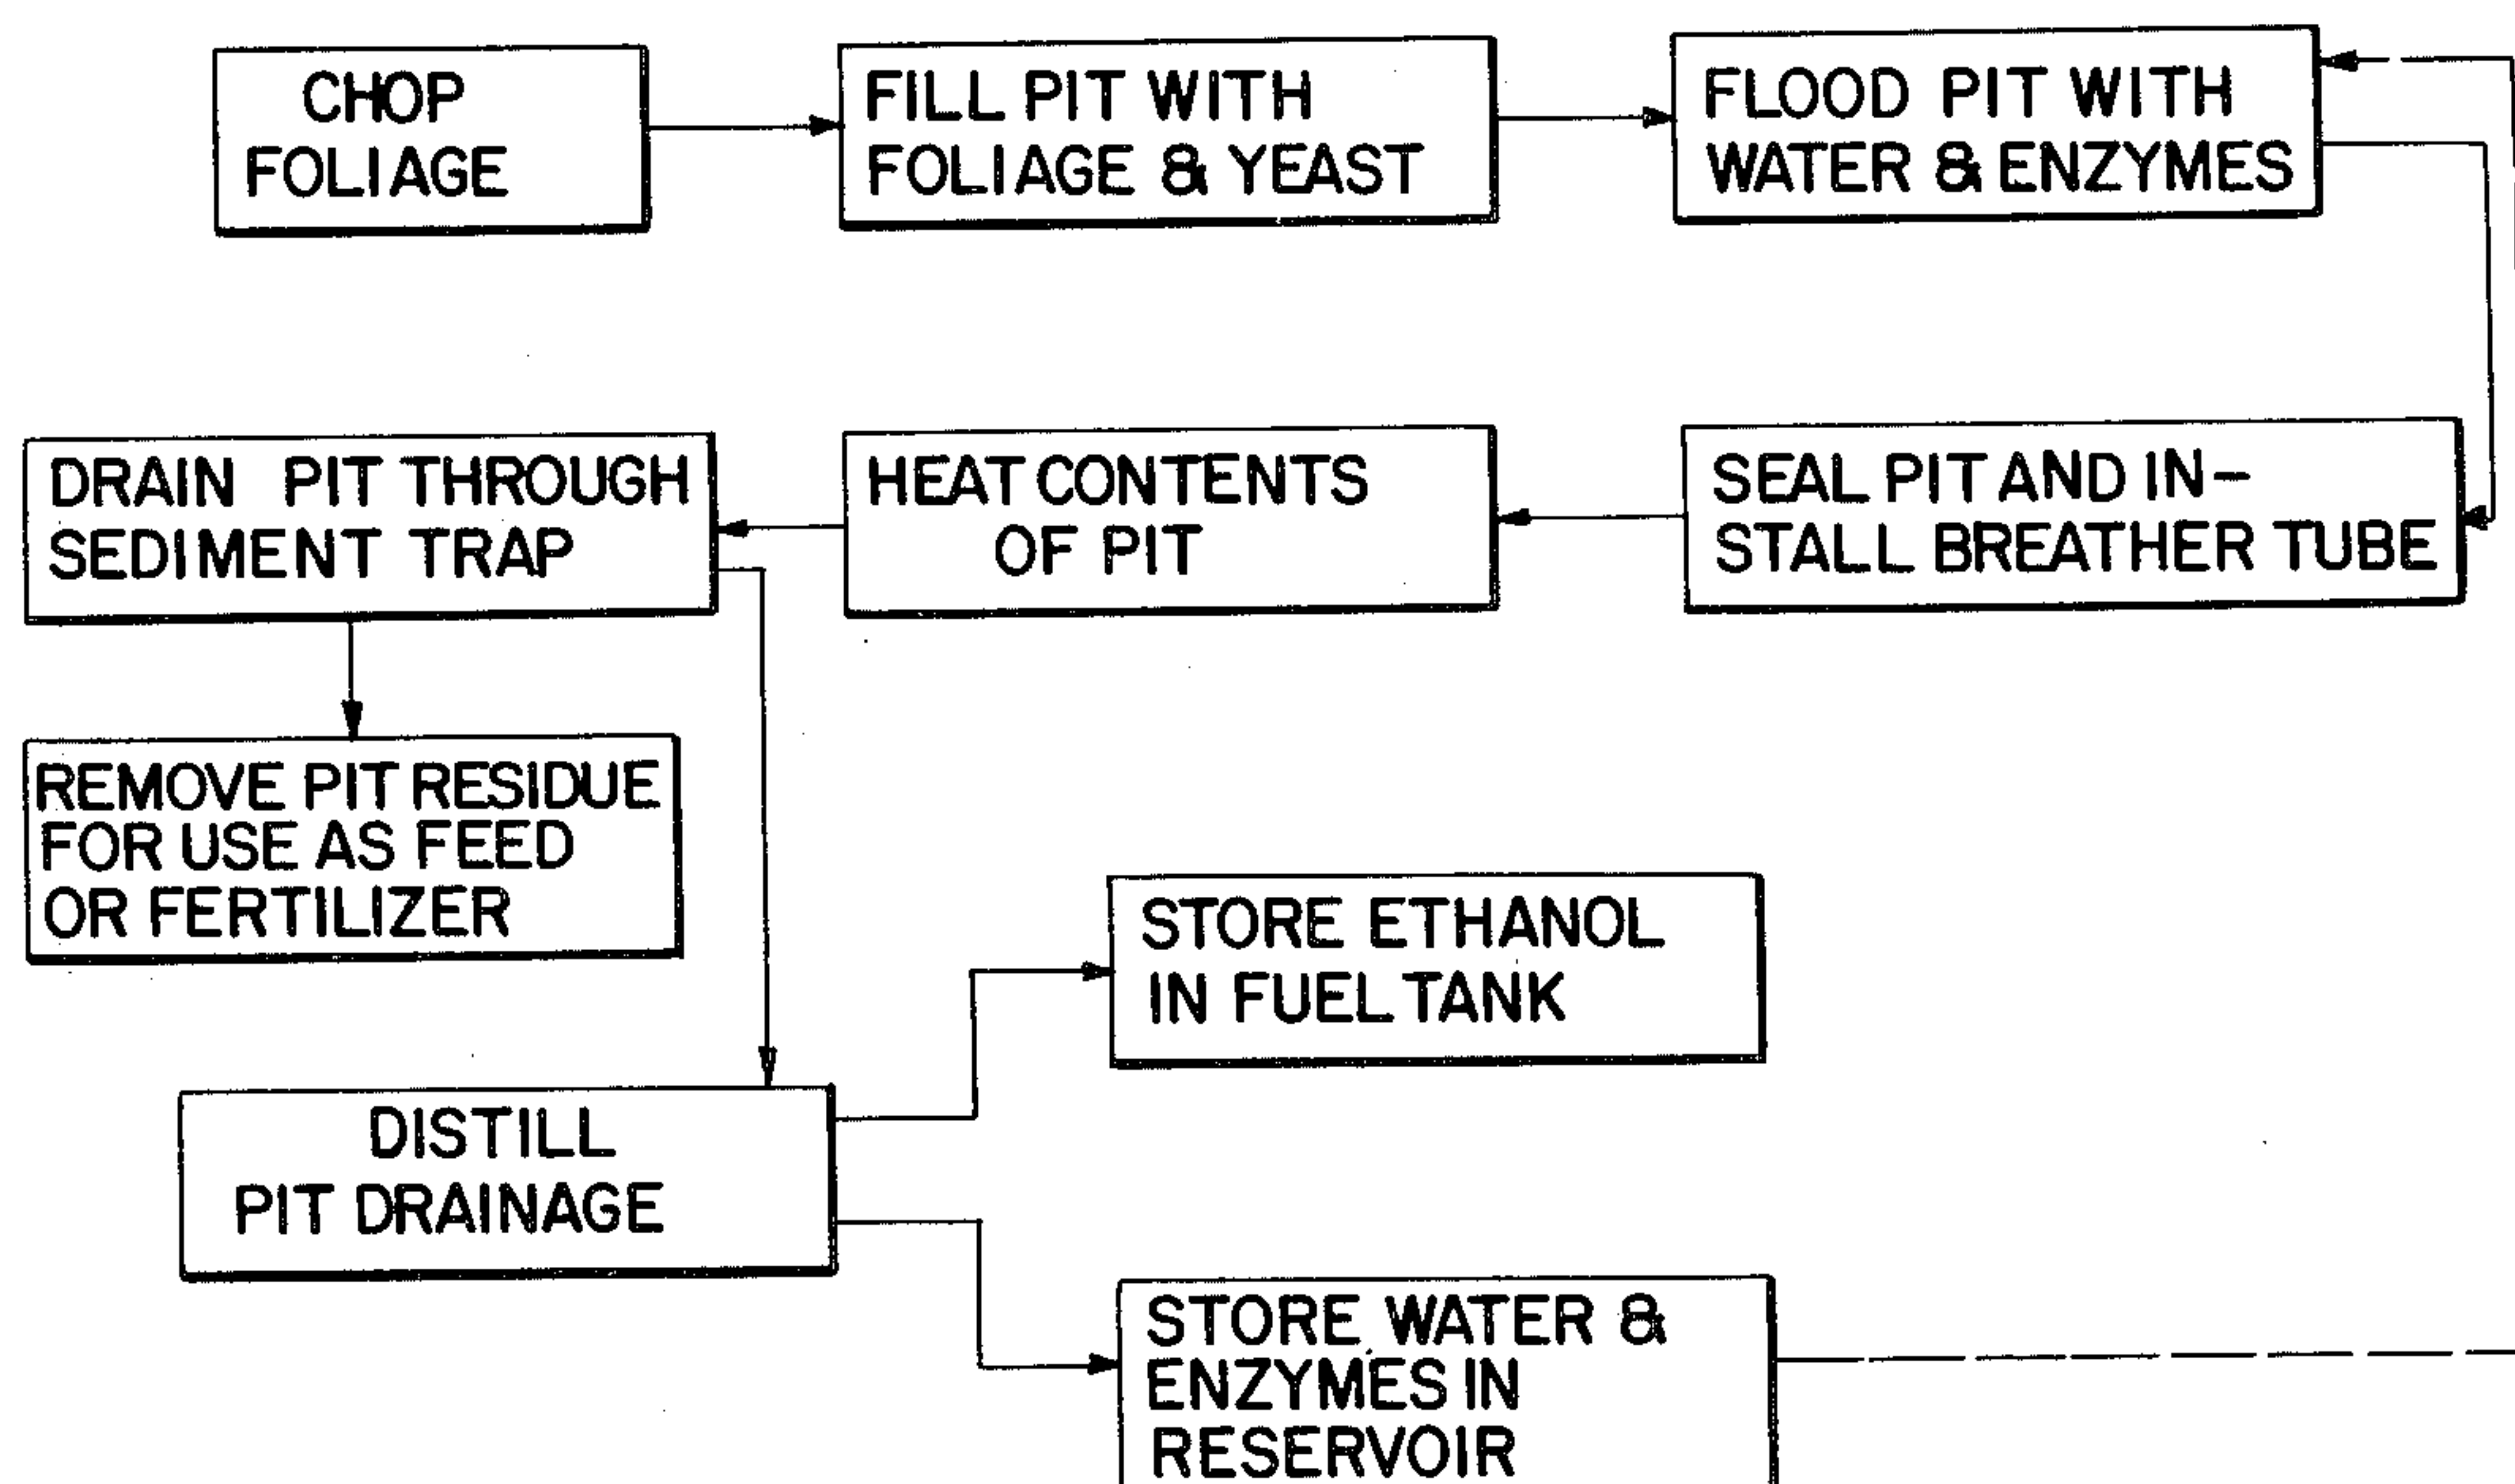 CHOP
FOLIAGE
FILL PIT WITH
FOLIAGE & YEAST
FLOOD PIT WITH
WATER & ENZYMES
SEAL PIT AND IN-
STALL BREATHER TUBE
HEAT CONTENTS
OF PIT
DRAIN PIT THROUGH
SEDIMENT TRAP
REMOVE PIT RESIDUE
FOR USE AS FEED
OR FERTILIZER
DISTILL
PIT DRAINAGE
STORE ETHANOL
IN FUEL TANK
STORE WATER &
ENZYMES IN
RESERVOIR